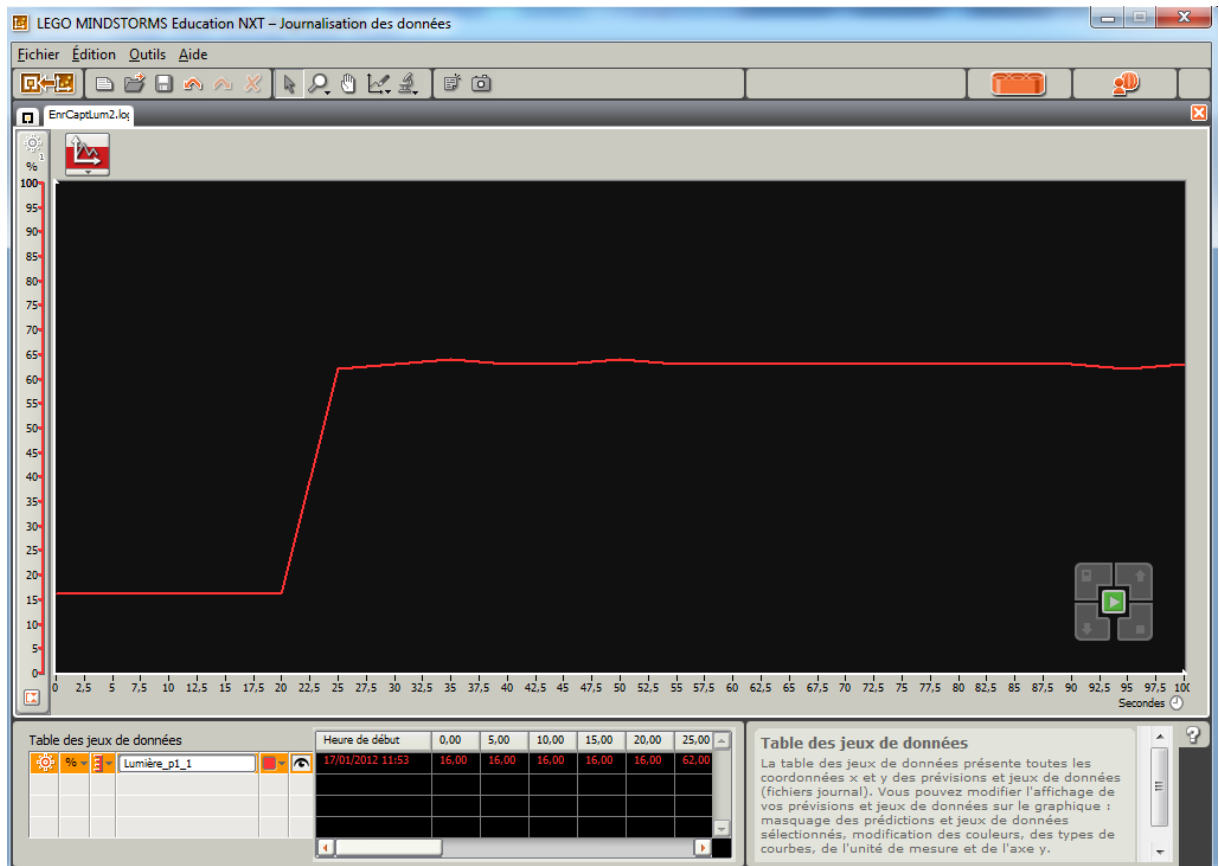 LEGO MINDSTORMS Education NXT – Journalisation des données
Fichier Édition Outils Aide
EnrCaptLum2.log
1
%
100
95
90
85
80
75
70
65
60
55
50
45
40
35
30
25
20
15
10
5
0
0 2,5 5 7,5 10 12,5 15 17,5 20 22,5 25 27,5 30 32,5 35 37,5 40 42,5 45 47,5 50 52,5 55 57,5 60 62,5 65 67,5 70 72,5 75 77,5 80 82,5 85 87,5 90 92,5 95 97,5 100
Secondes
Table des jeux de données
% Lumière_p1_1
Heure de début 0,00 5,00 10,00 15,00 20,00 25,00
17/01/2012 11:53 16,00 16,00 16,00 16,00 16,00 62,00
Table des jeux de données
La table des jeux de données présente toutes les
coordonnées x et y des prévisions et jeux de données
(fichiers journal). Vous pouvez modifier l'affichage de
vos prévisions et jeux de données sur le graphique :
masquage des prédictions et jeux de données
sélectionnés, modification des couleurs, des types de
courbes, de l'unité de mesure et de l'axe y.
?